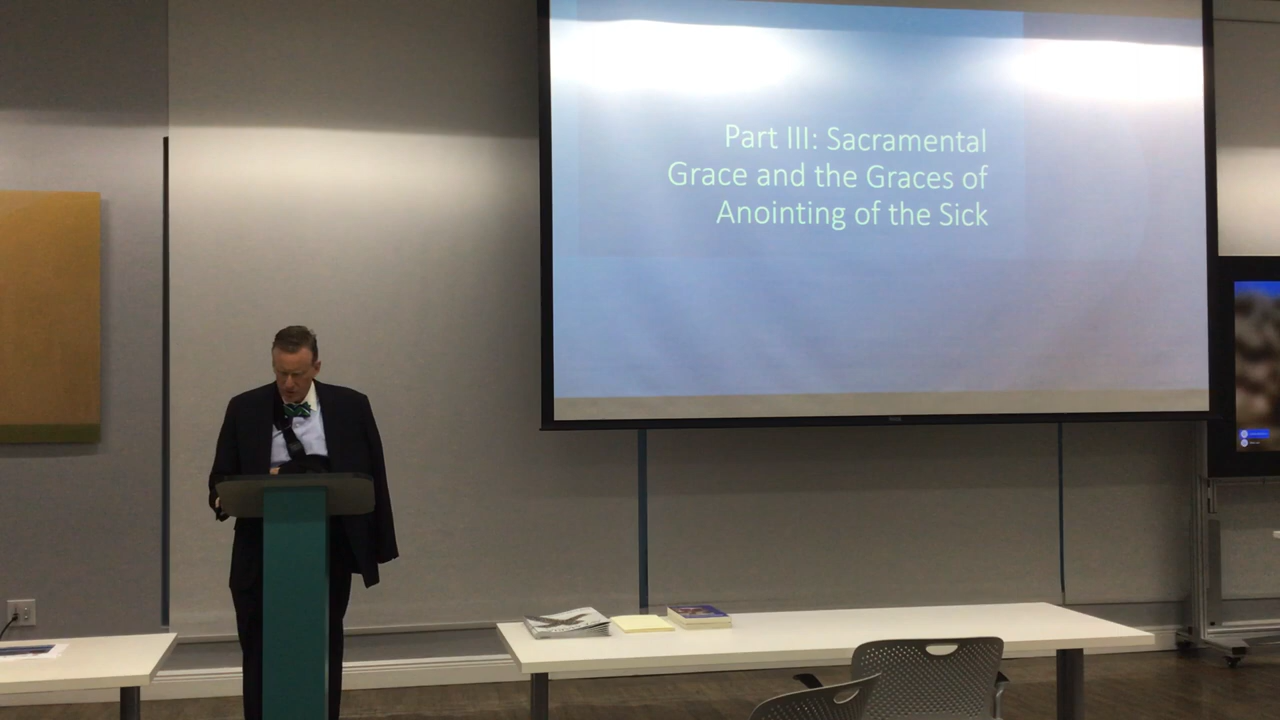 Part III: Sacramental
Grace and the Graces of
Anointing of the Sick